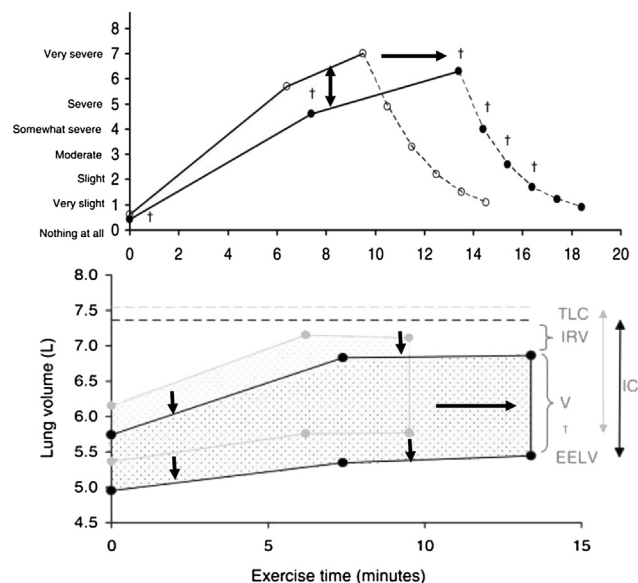 8
Very severe 7
6
Severe 5
Somewhat severe 4
Moderate 3
Slight 2
Very slight 1
Nothing at all 0
† † † † † †
0 2 4 6 8 10 12 14 16 18 20
Lung volume (L)
8.0
7.5
7.0
6.5
6.0
5.5
5.0
4.5
TLC
IRV
IC
V
T
EELV
0 5 10 15
Exercise time (minutes)